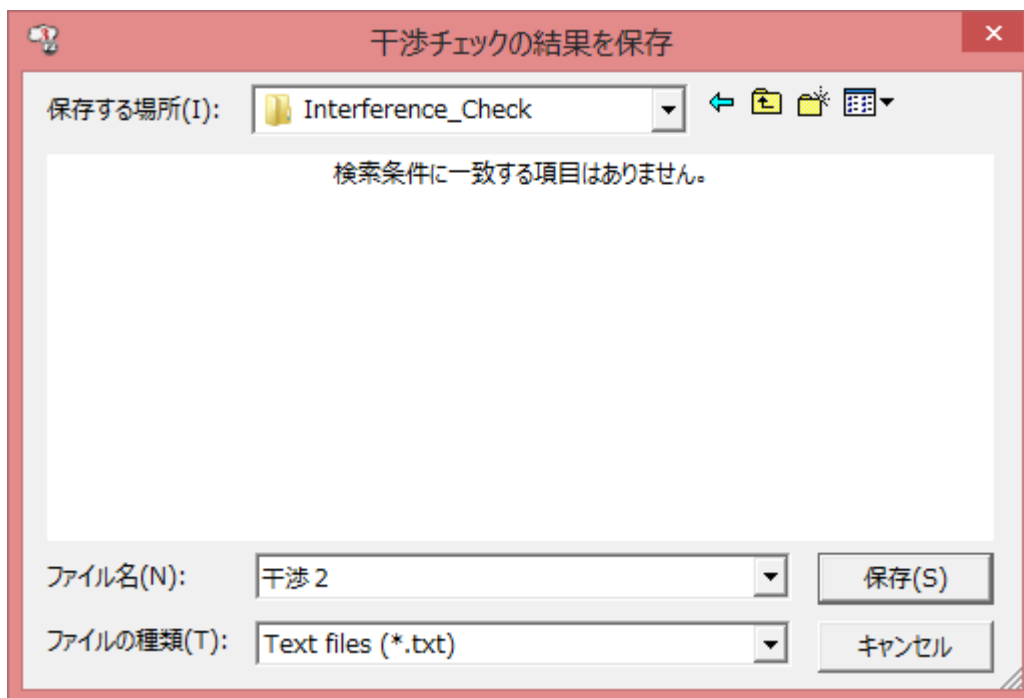 干渉チェックの結果を保存
保存する場所(I): Interference_Check
検索条件に一致する項目はありません。
ファイル名(N): 干渉２ 保存(S)
ファイルの種類(T): Text files (*.txt) キャンセル